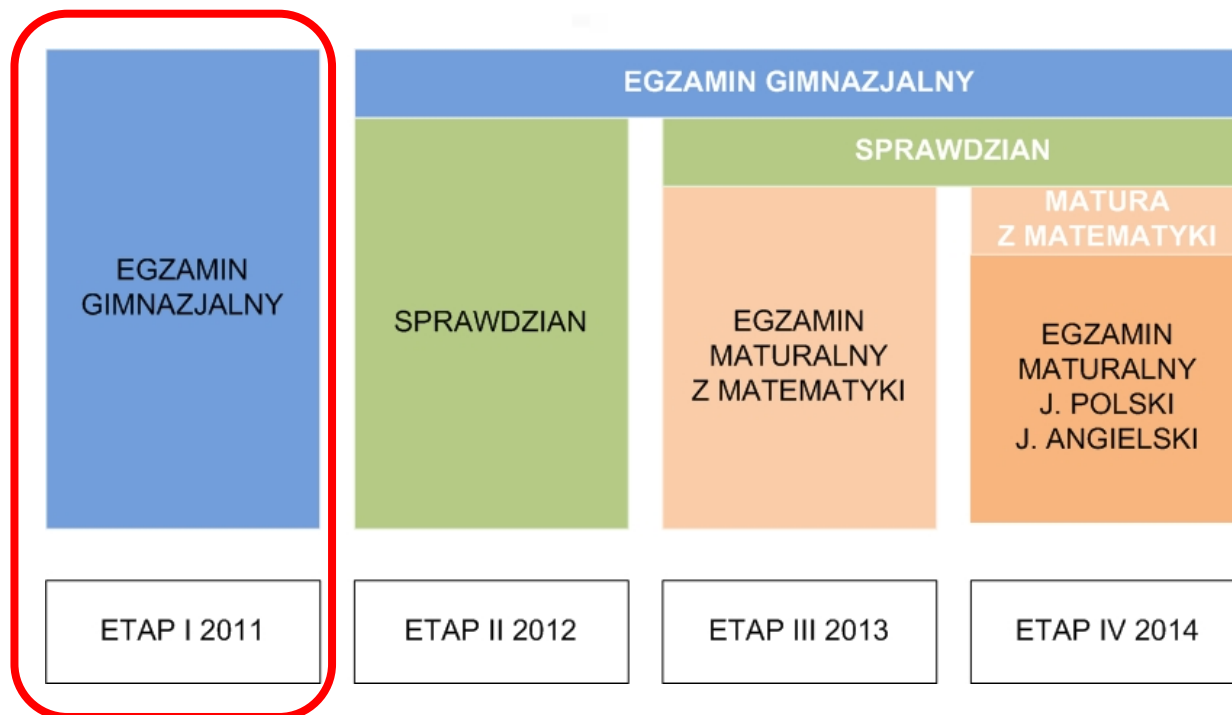 EGZAMIN GIMNAZJALNY
SPRAWDZIAN
MATURA
Z MATEMATYKI
EGZAMIN
GIMNAZJALNY
SPRAWDZIAN
EGZAMIN
MATURALNY
Z MATEMATYKI
EGZAMIN
MATURALNY
J. POLSKI
J. ANGIELSKI
ETAP I 2011
ETAP II 2012
ETAP III 2013
ETAP IV 2014